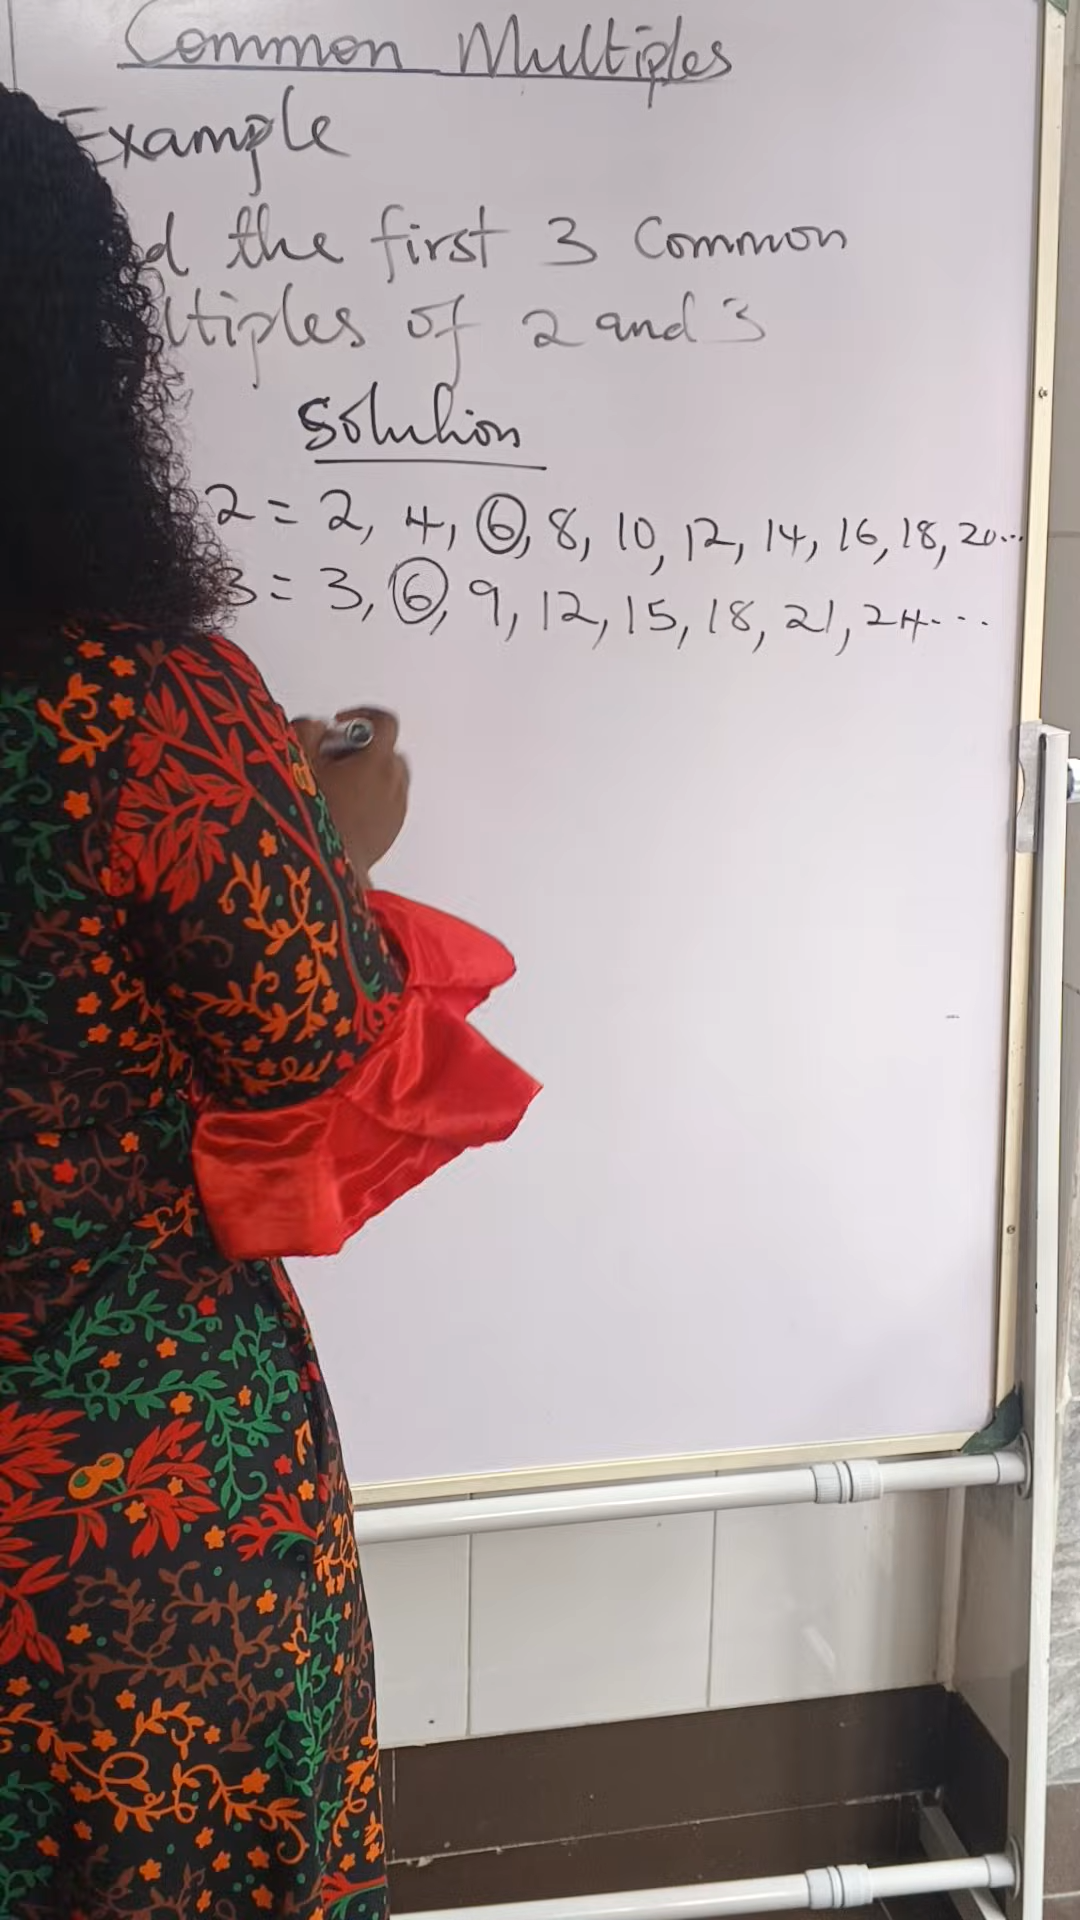 Common Multiples
Example
d the first 3 Common
ltiples of 2 and 3
Solution
2 = 2, 4, 6, 8, 10, 12, 14, 16, 18, 20...
3 = 3, 6, 9, 12, 15, 18, 21, 24...